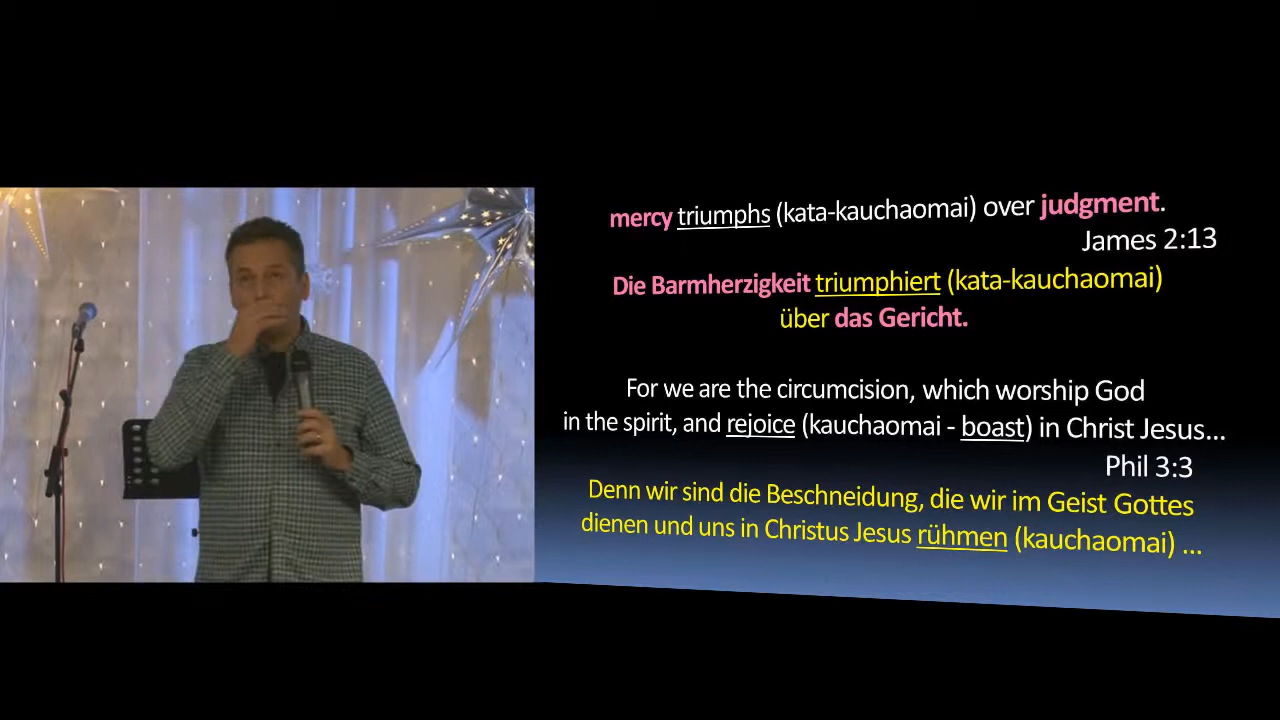 mercy triumphs (kata-kauchaomai) over judgment.
James 2:13
Die Barmherzigkeit triumphiert (kata-kauchaomai)
über das Gericht.
For we are the circumcision, which worship God
in the spirit, and rejoice (kauchaomai - boast) in Christ Jesus...
Phil 3:3
Denn wir sind die Beschneidung, die wir im Geist Gottes
dienen und uns in Christus Jesus rühmen (kauchaomai) ...